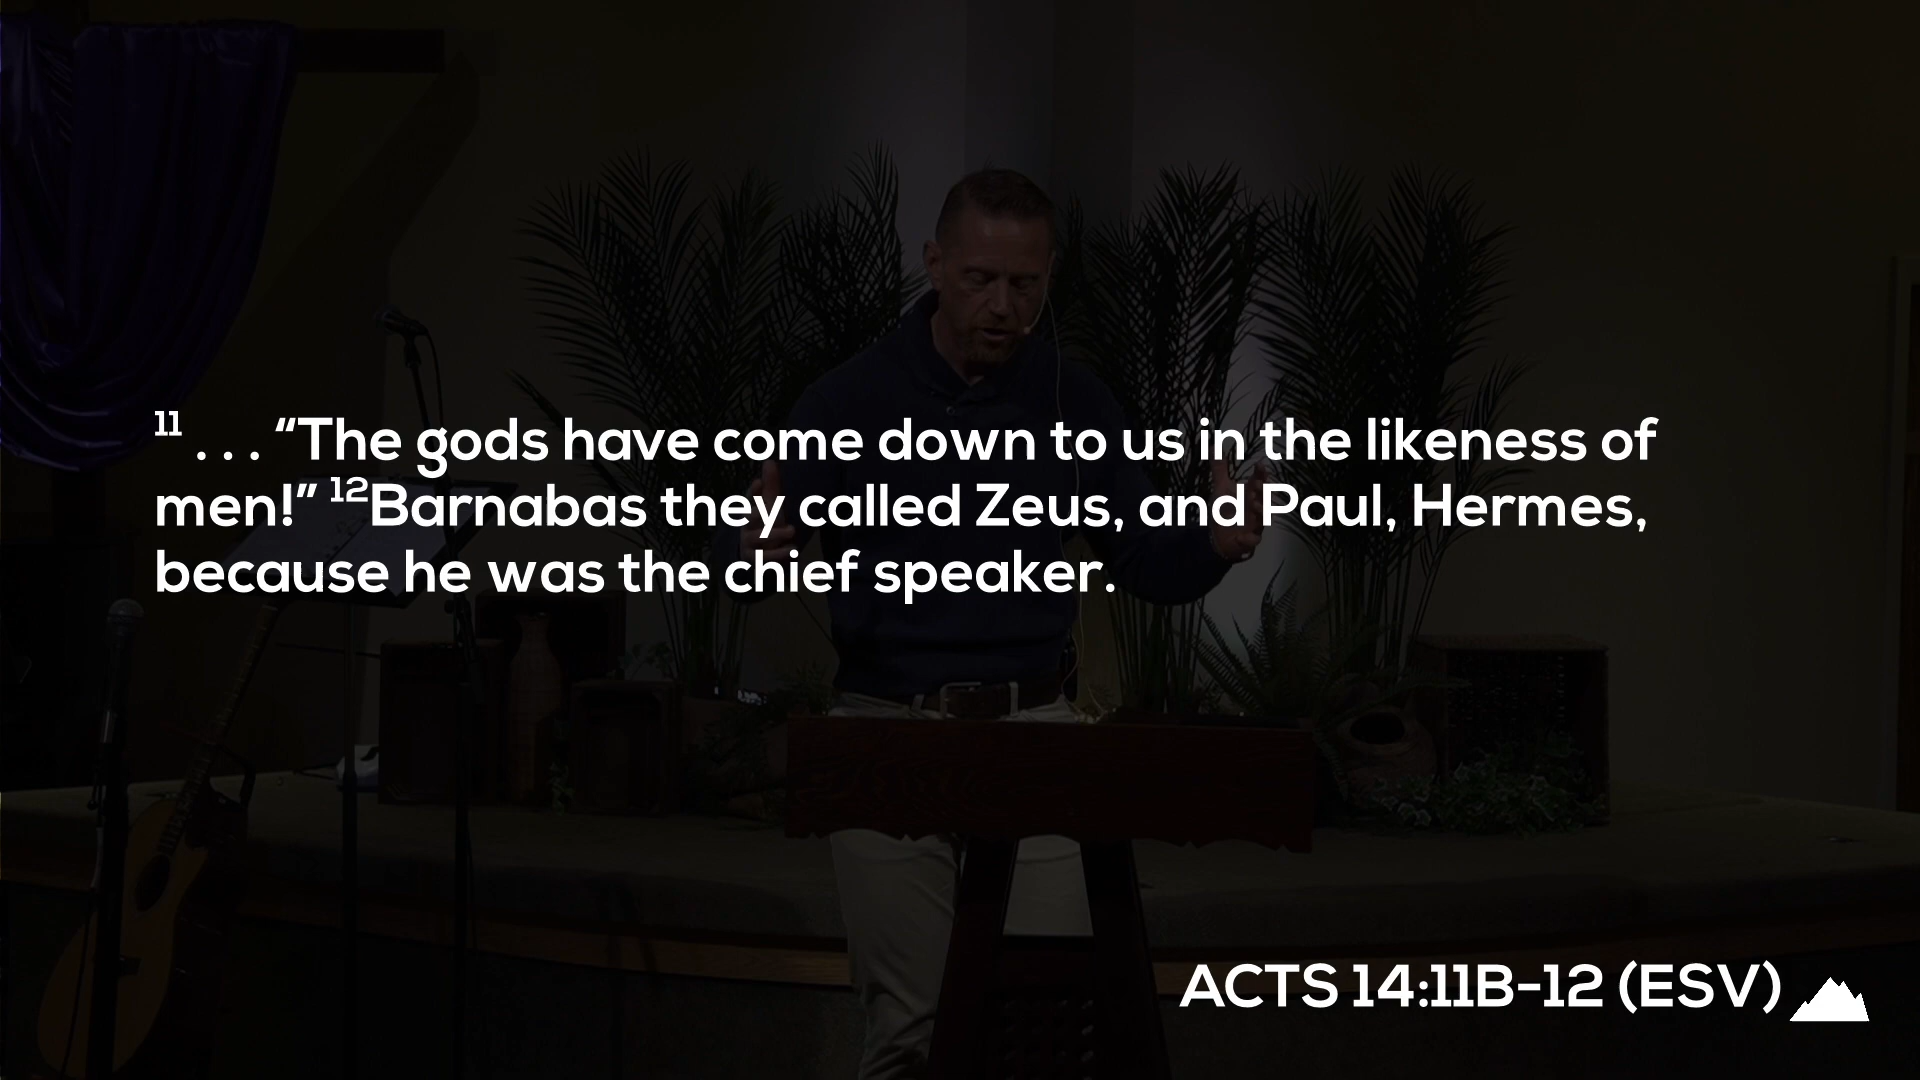 ¹¹ . . . “The gods have come down to us in the likeness of
men!” ¹²Barnabas they called Zeus, and Paul, Hermes,
because he was the chief speaker.
ACTS 14:11B-12 (ESV)